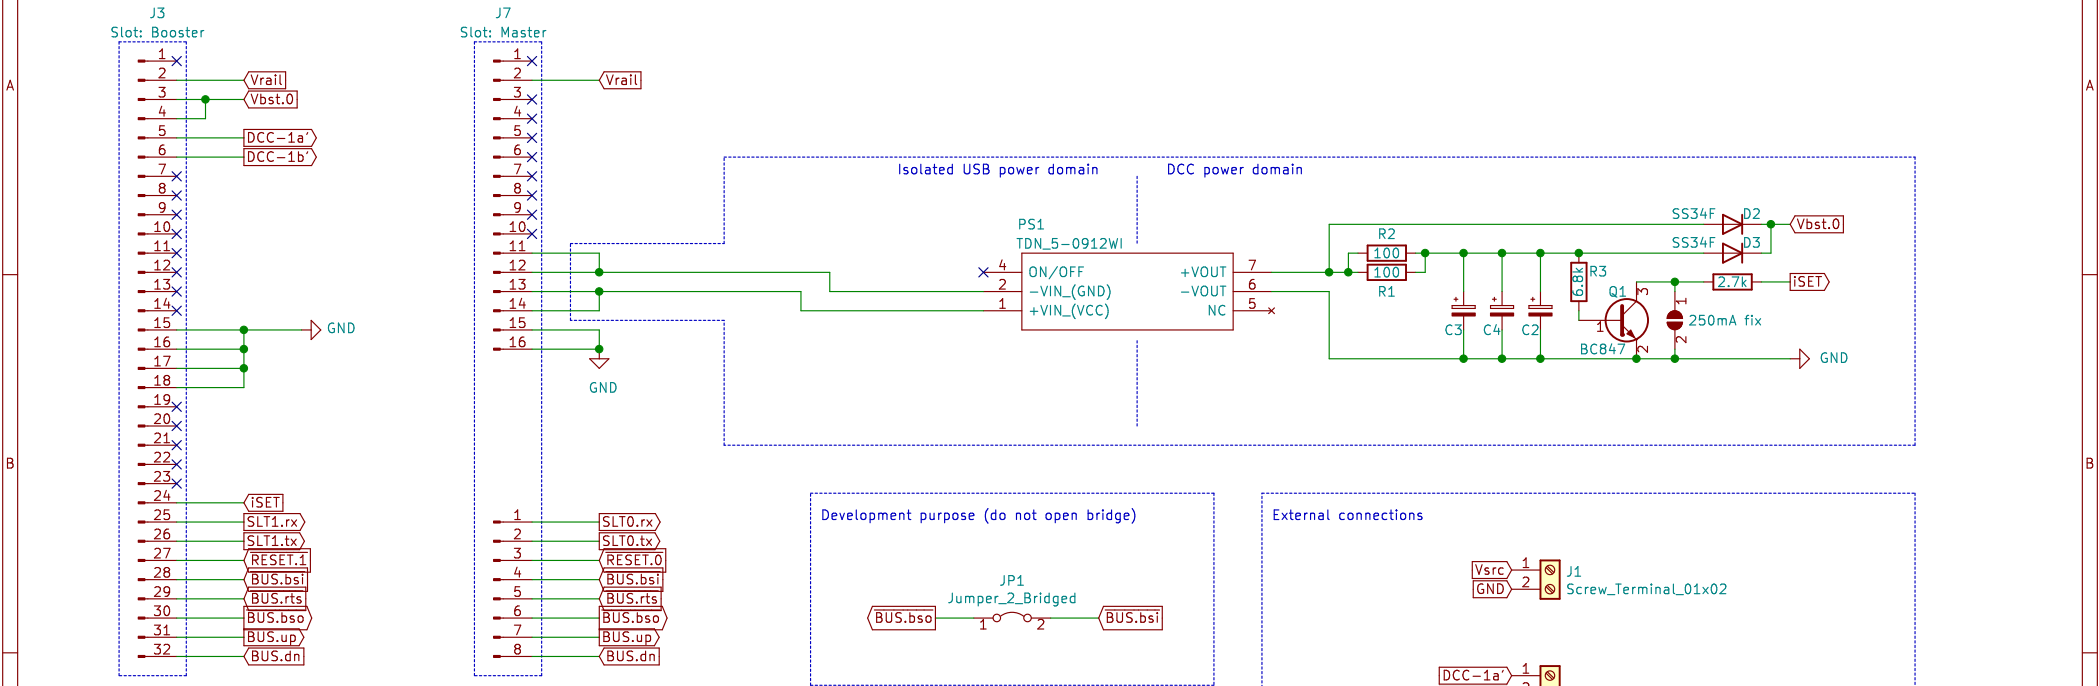 J3
Slot: Booster
1
2 Vrail
3 Vbst.0
4
5 DCC-1a'
6 DCC-1b'
7
8
9
10
11
12
13
14
15 GND
16
17
18
19
20
21
22
23
24 iSET
25 SLT1.rx
26 SLT1.tx
27 RESET.1
28 BUS.bsi
29 BUS.rts
30 BUS.bso
31 BUS.up
32 BUS.dn
J7
Slot: Master
1
2 Vrail
3
4
5
6
7
8
9
10
11
12
13
14
15
16
GND
1 SLT0.rx
2 SLT0.tx
3 RESET.0
4 BUS.bsi
5 BUS.rts
6 BUS.bso
7 BUS.up
8 BUS.dn
Isolated USB power domain
DCC power domain
PS1
TDN_5-0912WI
4 ON/OFF
2 -VIN_(GND)
1 +VIN_(VCC)
+VOUT 7
-VOUT 6
NC 5
R2
100
100
R1
C3
C4
C2
SS34F D2
SS34F D3
Vbst.0
R3
6.8k
Q1
1
3
2
BC847
2.7k
iSET
1
2
250mA fix
GND
Development purpose (do not open bridge)
JP1
Jumper_2_Bridged
BUS.bso 1 2 BUS.bsi
External connections
Vsrc 1
GND 2
J1
Screw_Terminal_01x02
DCC-1a' 1
A
B
A
B